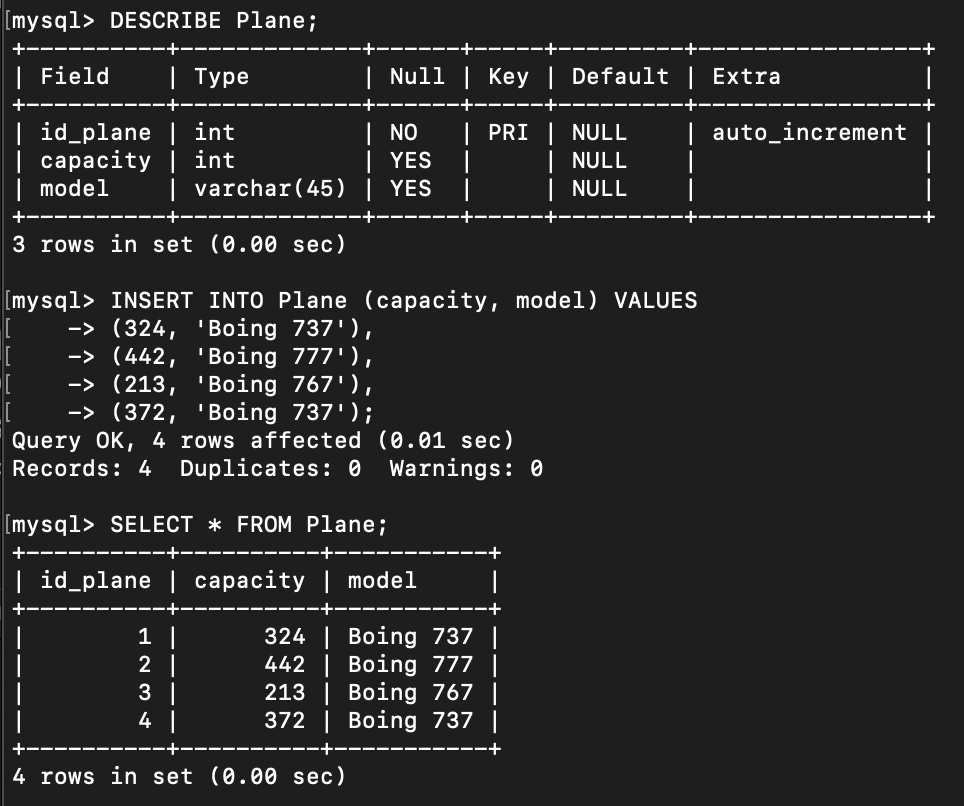 mysql> DESCRIBE Plane;
+----------+-------------+------+-----+---------+----------------+
| Field    | Type        | Null | Key | Default | Extra          |
+----------+-------------+------+-----+---------+----------------+
| id_plane | int         | NO   | PRI | NULL    | auto_increment |
| capacity | int         | YES  |     | NULL    |                |
| model    | varchar(45) | YES  |     | NULL    |                |
+----------+-------------+------+-----+---------+----------------+
3 rows in set (0.00 sec)

mysql> INSERT INTO Plane (capacity, model) VALUES
    -> (324, 'Boing 737'),
    -> (442, 'Boing 777'),
    -> (213, 'Boing 767'),
    -> (372, 'Boing 737');
Query OK, 4 rows affected (0.01 sec)
Records: 4  Duplicates: 0  Warnings: 0

mysql> SELECT * FROM Plane;
+----------+----------+-----------+
| id_plane | capacity | model     |
+----------+----------+-----------+
|        1 |      324 | Boing 737 |
|        2 |      442 | Boing 777 |
|        3 |      213 | Boing 767 |
|        4 |      372 | Boing 737 |
+----------+----------+-----------+
4 rows in set (0.00 sec)